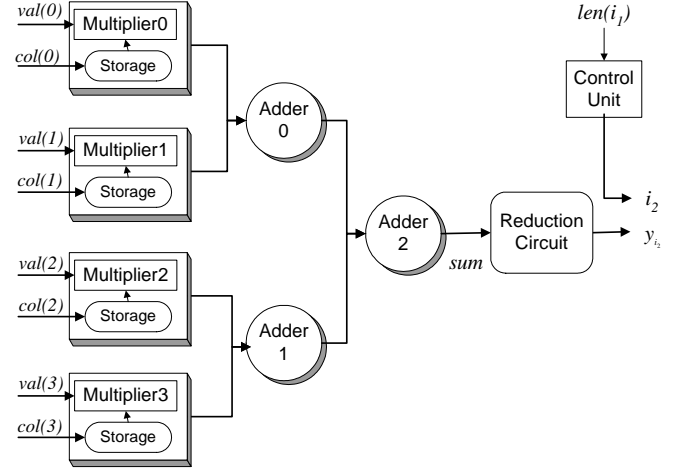 val(0)
Multiplier0
col(0)
Storage
val(1)
Multiplier1
col(1)
Storage
val(2)
Multiplier2
col(2)
Storage
val(3)
Multiplier3
col(3)
Storage
Adder
0
Adder
1
Adder
2
sum
Reduction
Circuit
len(i₁)
Control
Unit
i₂
y_{i₂}